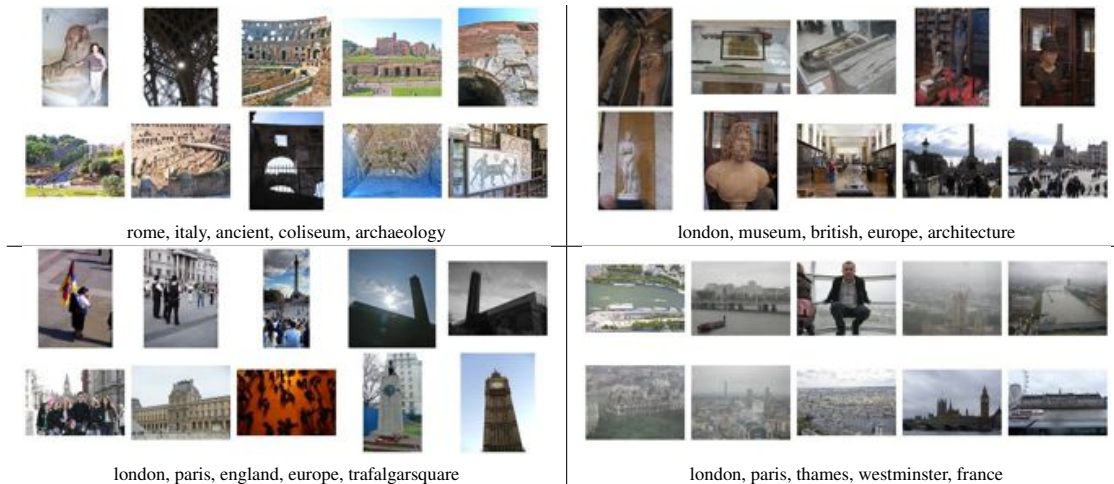 rome, italy, ancient, coliseum, archaeology
london, museum, british, europe, architecture
london, paris, england, europe, trafalgarsquare
london, paris, thames, westminster, france